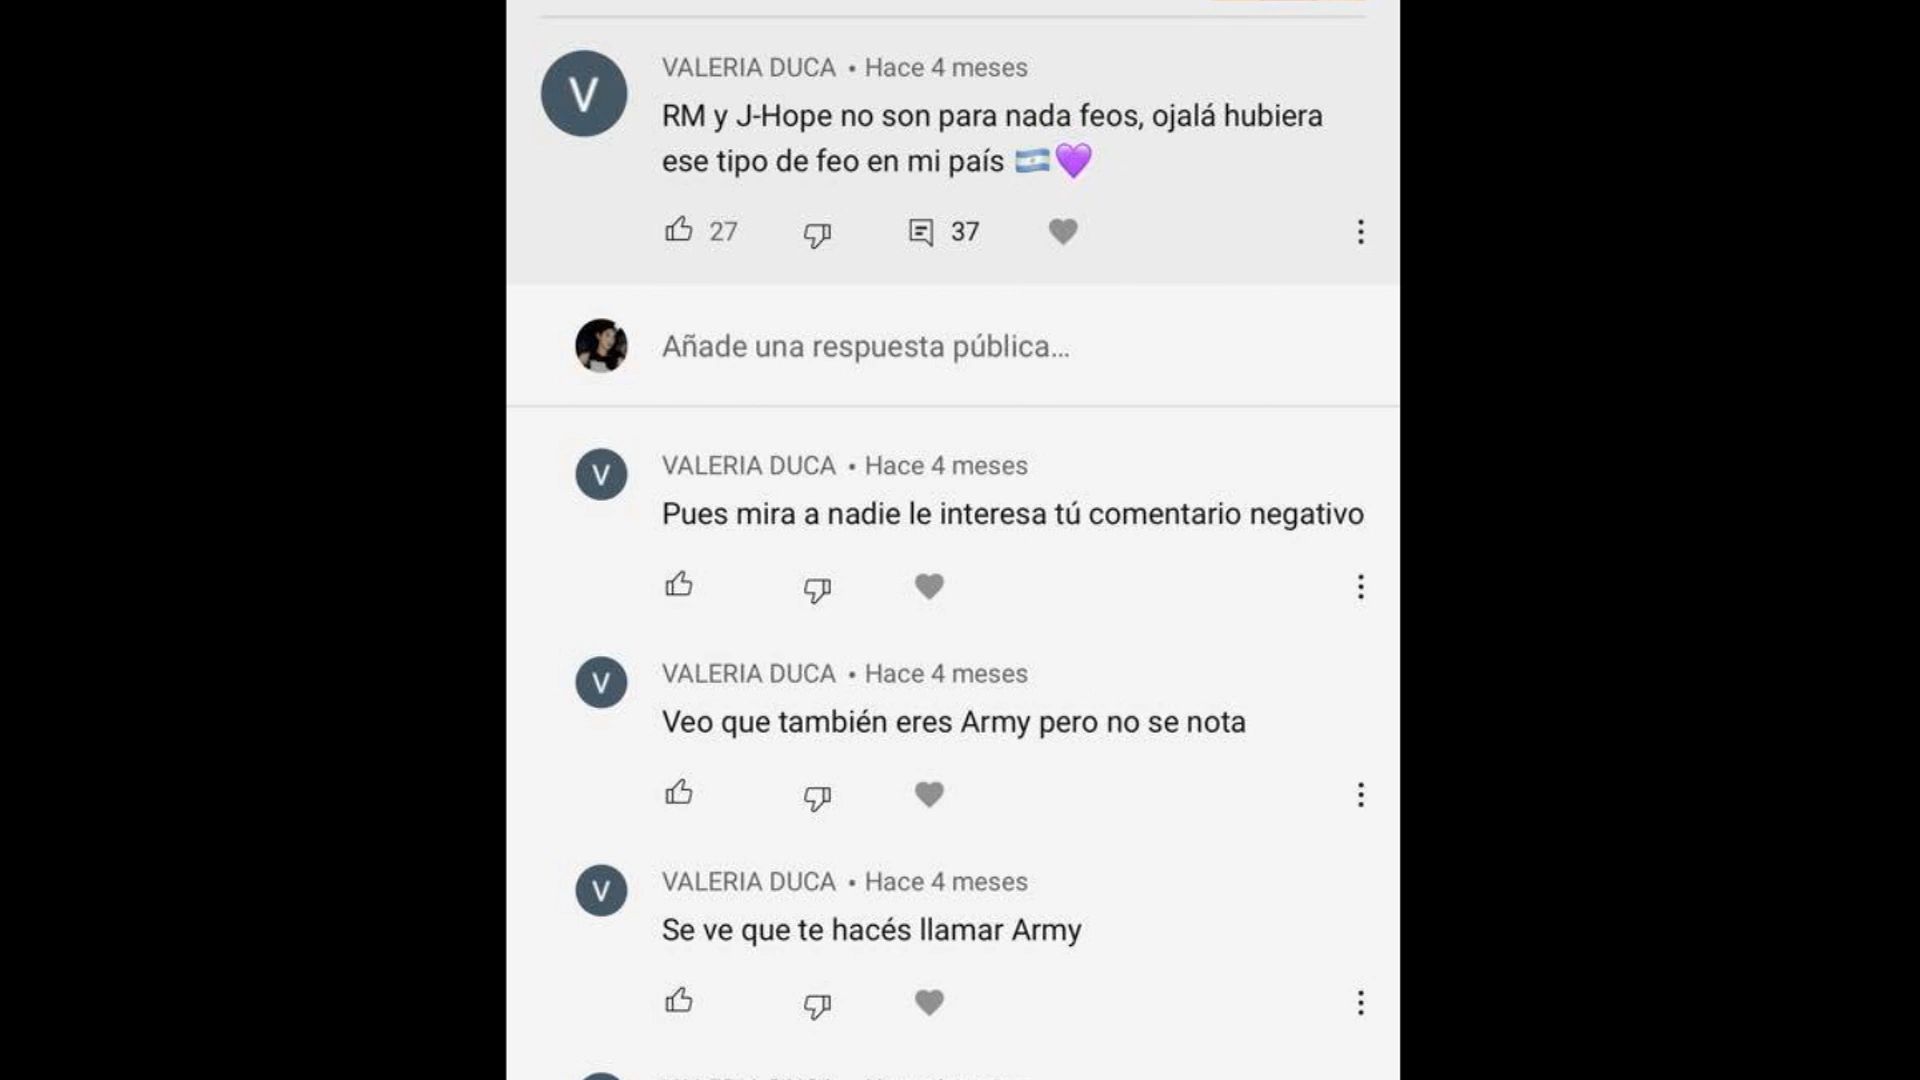 VALERIA DUCA • Hace 4 meses
RM y J-Hope no son para nada feos, ojalá hubiera
ese tipo de feo en mi país 🇦🇷💜
27
37
Añade una respuesta pública...
V
VALERIA DUCA • Hace 4 meses
Pues mira a nadie le interesa tú comentario negativo
V
VALERIA DUCA • Hace 4 meses
Veo que también eres Army pero no se nota
V
VALERIA DUCA • Hace 4 meses
Se ve que te hacés llamar Army
V